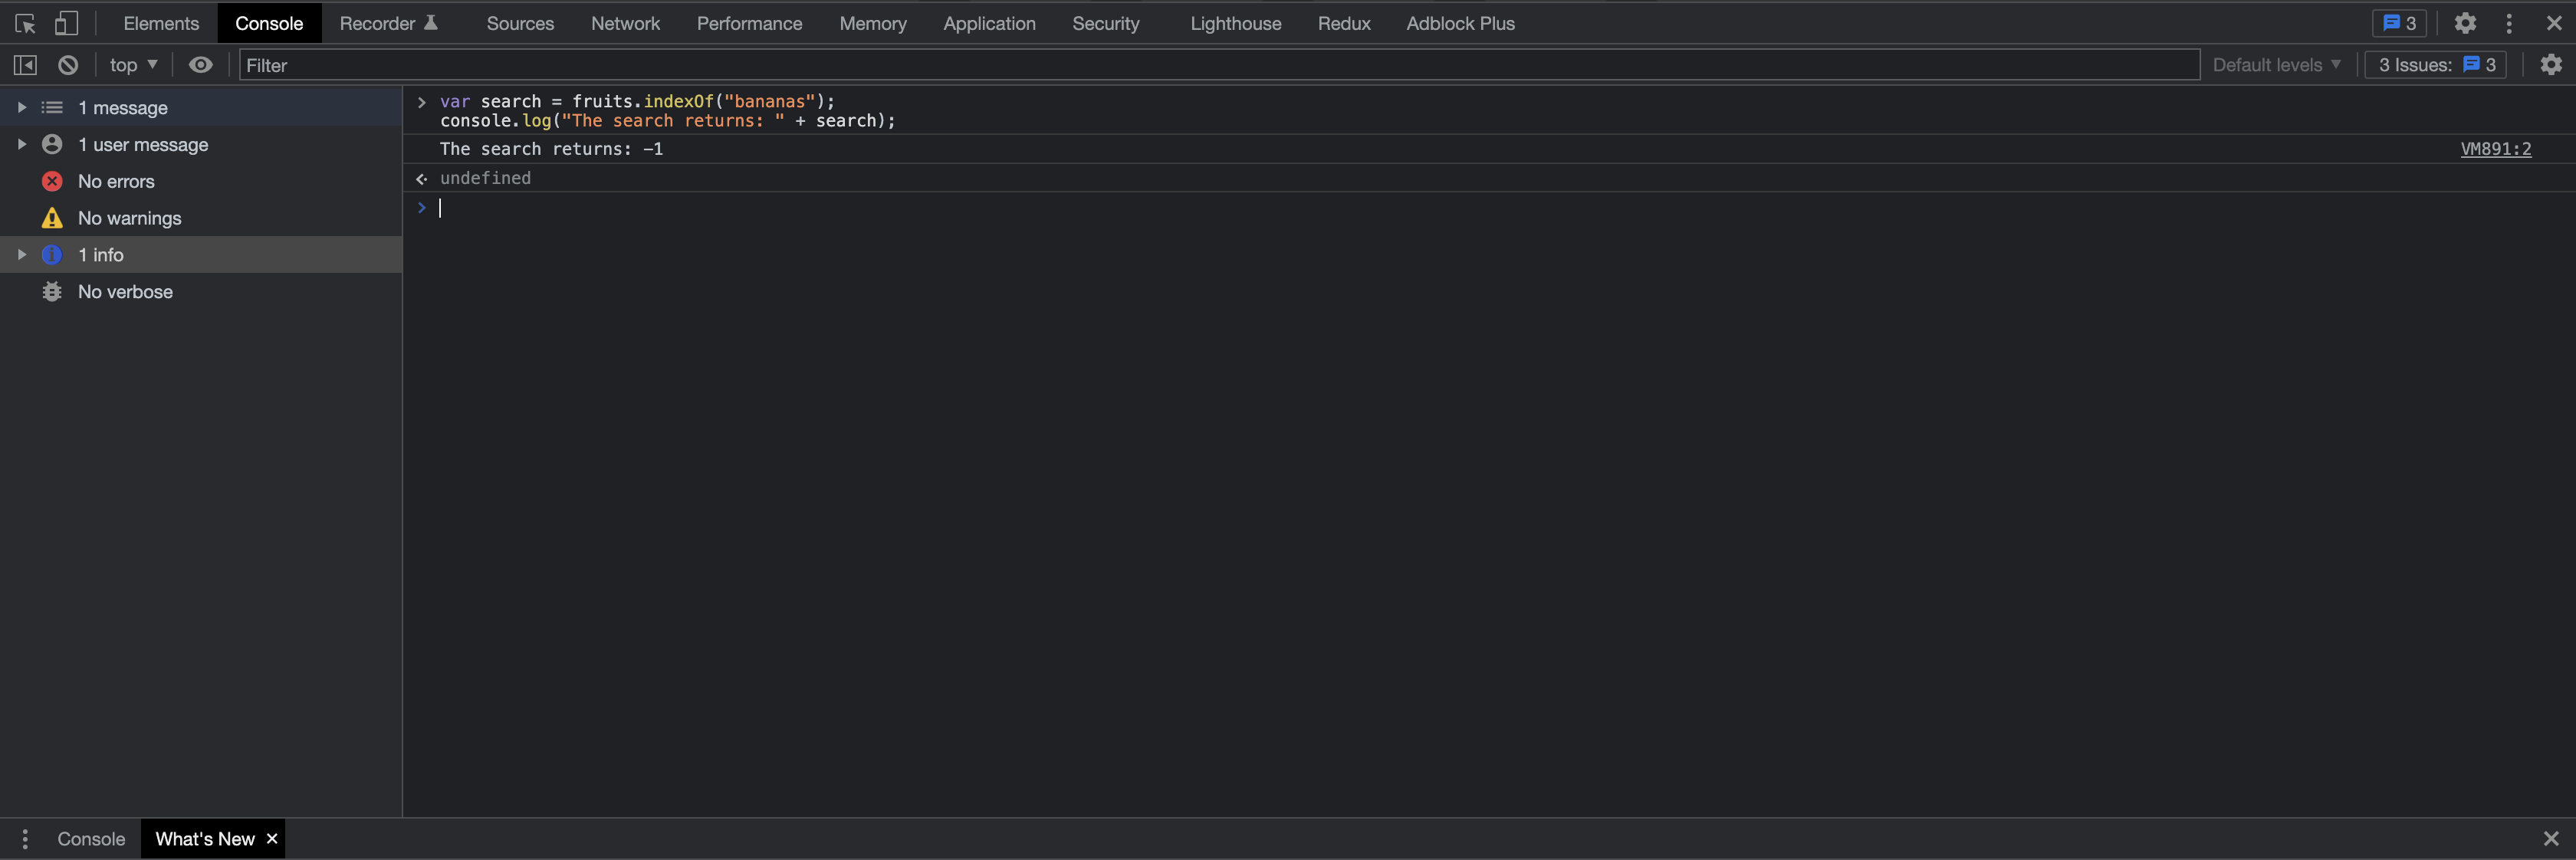 Elements Console Recorder Sources Network Performance Memory Application Security Lighthouse Redux Adblock Plus 3
top Filter Default levels 3 Issues: 3
1 message
1 user message
No errors
No warnings
1 info
No verbose
var search = fruits.indexOf("bananas");
console.log("The search returns: " + search);
The search returns: -1 VM891:2
undefined
Console What's New